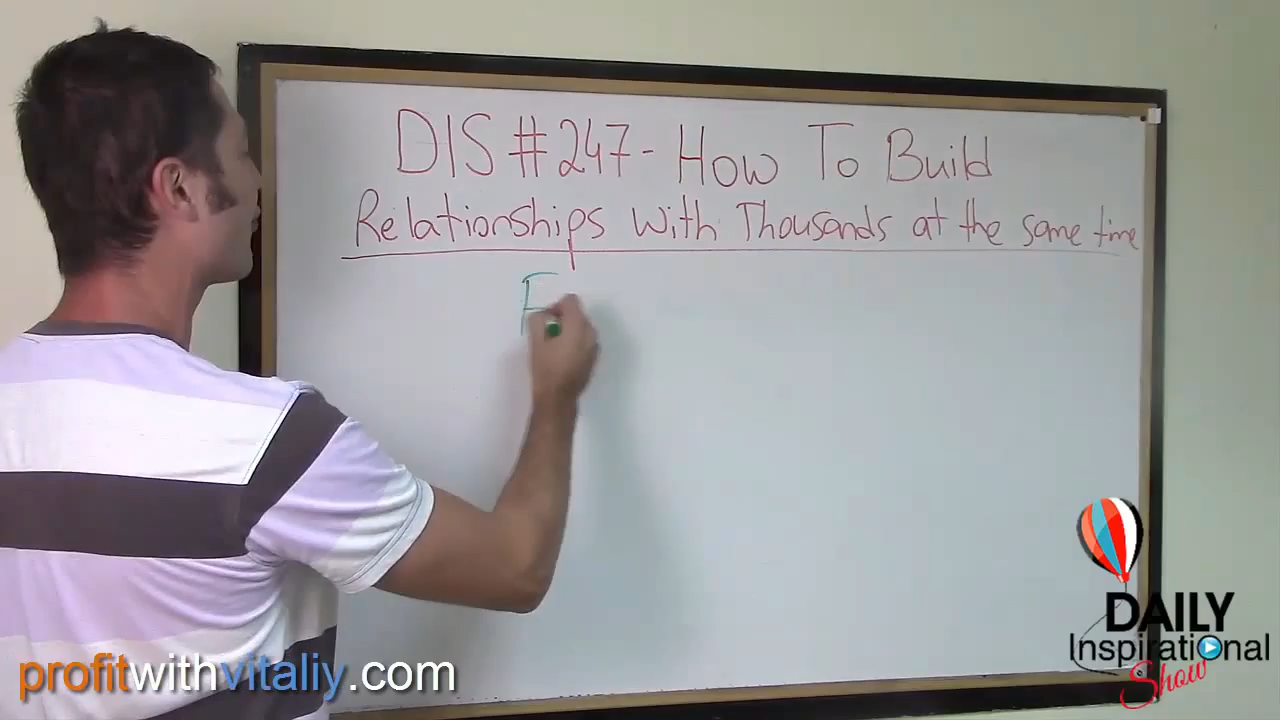 DIS #247 - How To Build
Relationships With Thousands at the same time
E
profitwithvitaliy.com
DAILY
Inspirational
Show